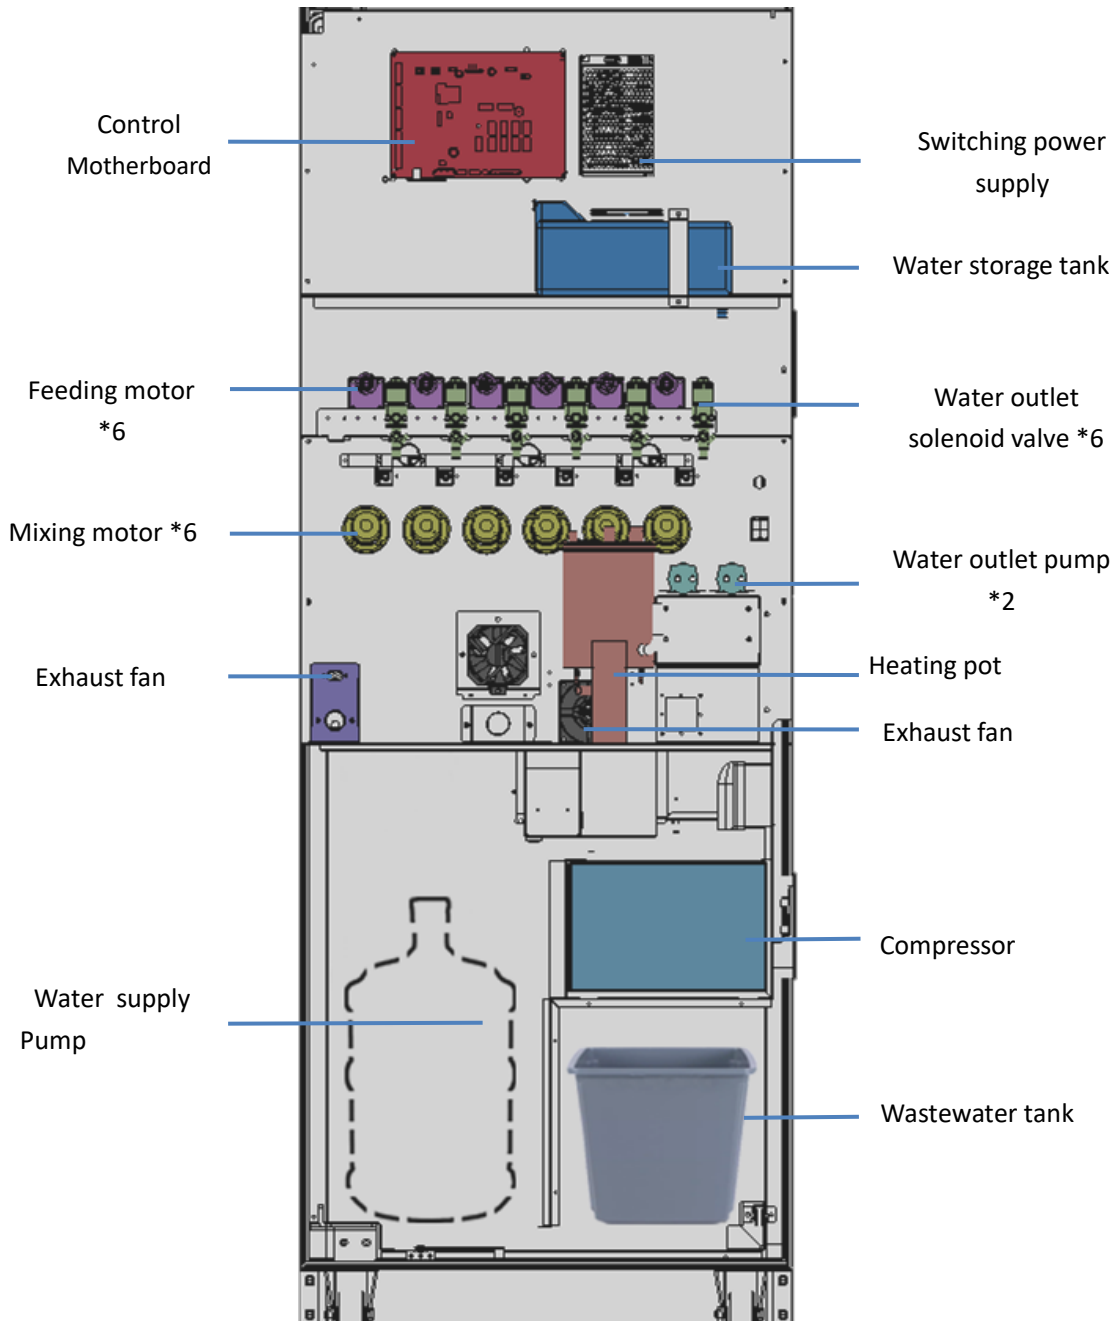 Control
Motherboard
Switching power
supply
Water storage tank
Feeding motor
*6
Water outlet
solenoid valve *6
Mixing motor *6
Water outlet pump
*2
Exhaust fan
Heating pot
Exhaust fan
Compressor
Water supply
Pump
Wastewater tank